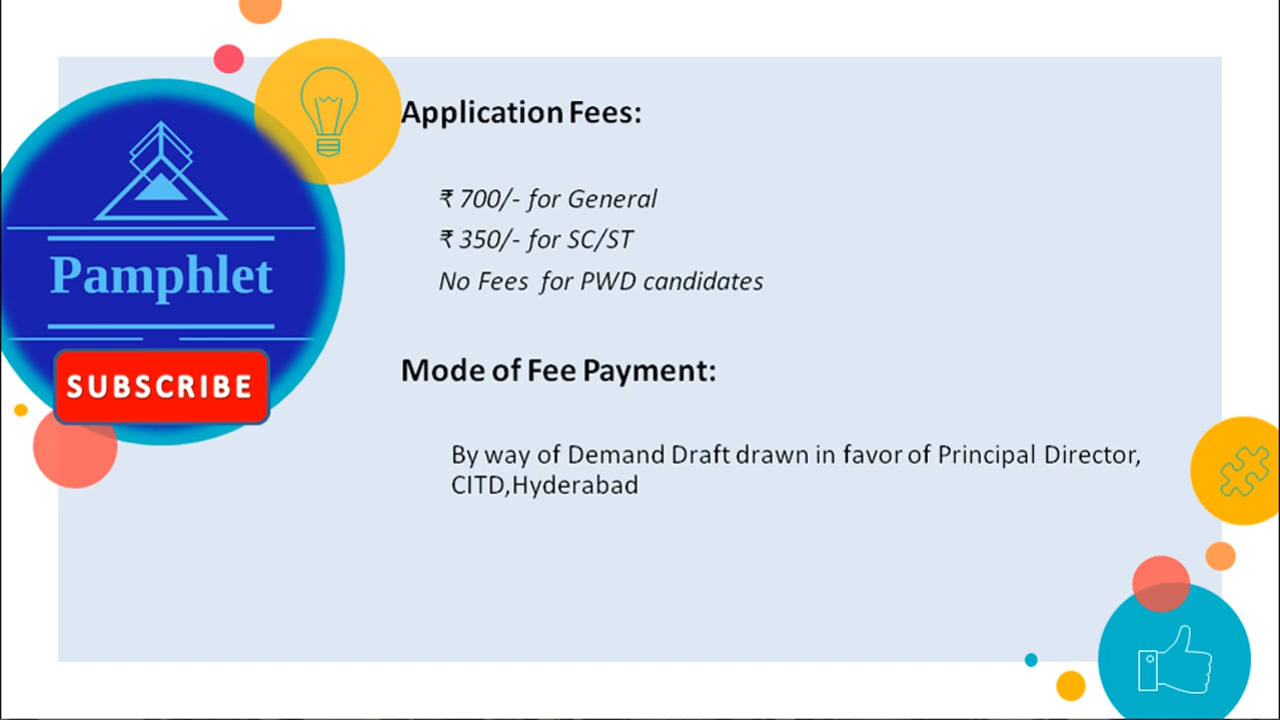 Application Fees:
₹ 700/- for General
₹ 350/- for SC/ST
No Fees for PWD candidates
Pamphlet
SUBSCRIBE
Mode of Fee Payment:
By way of Demand Draft drawn in favor of Principal Director,
CITD,Hyderabad